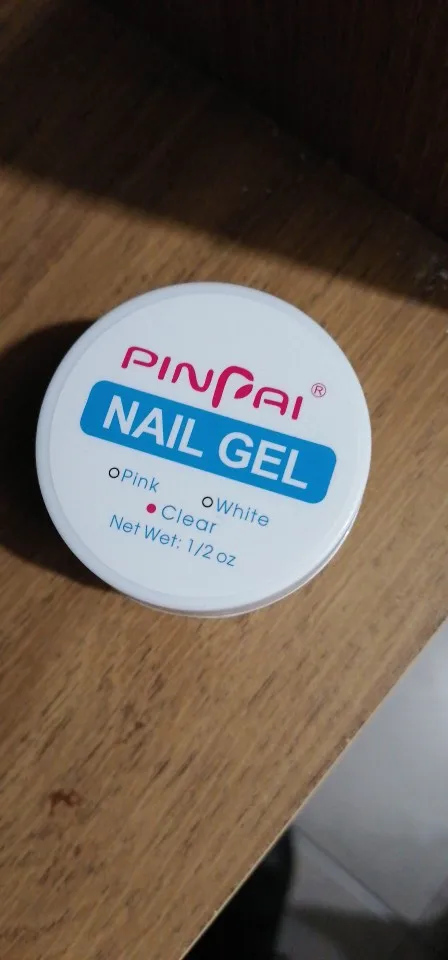 PINPAI®
NAIL GEL
Pink White
Clear
Net Wet: 1/2 oz